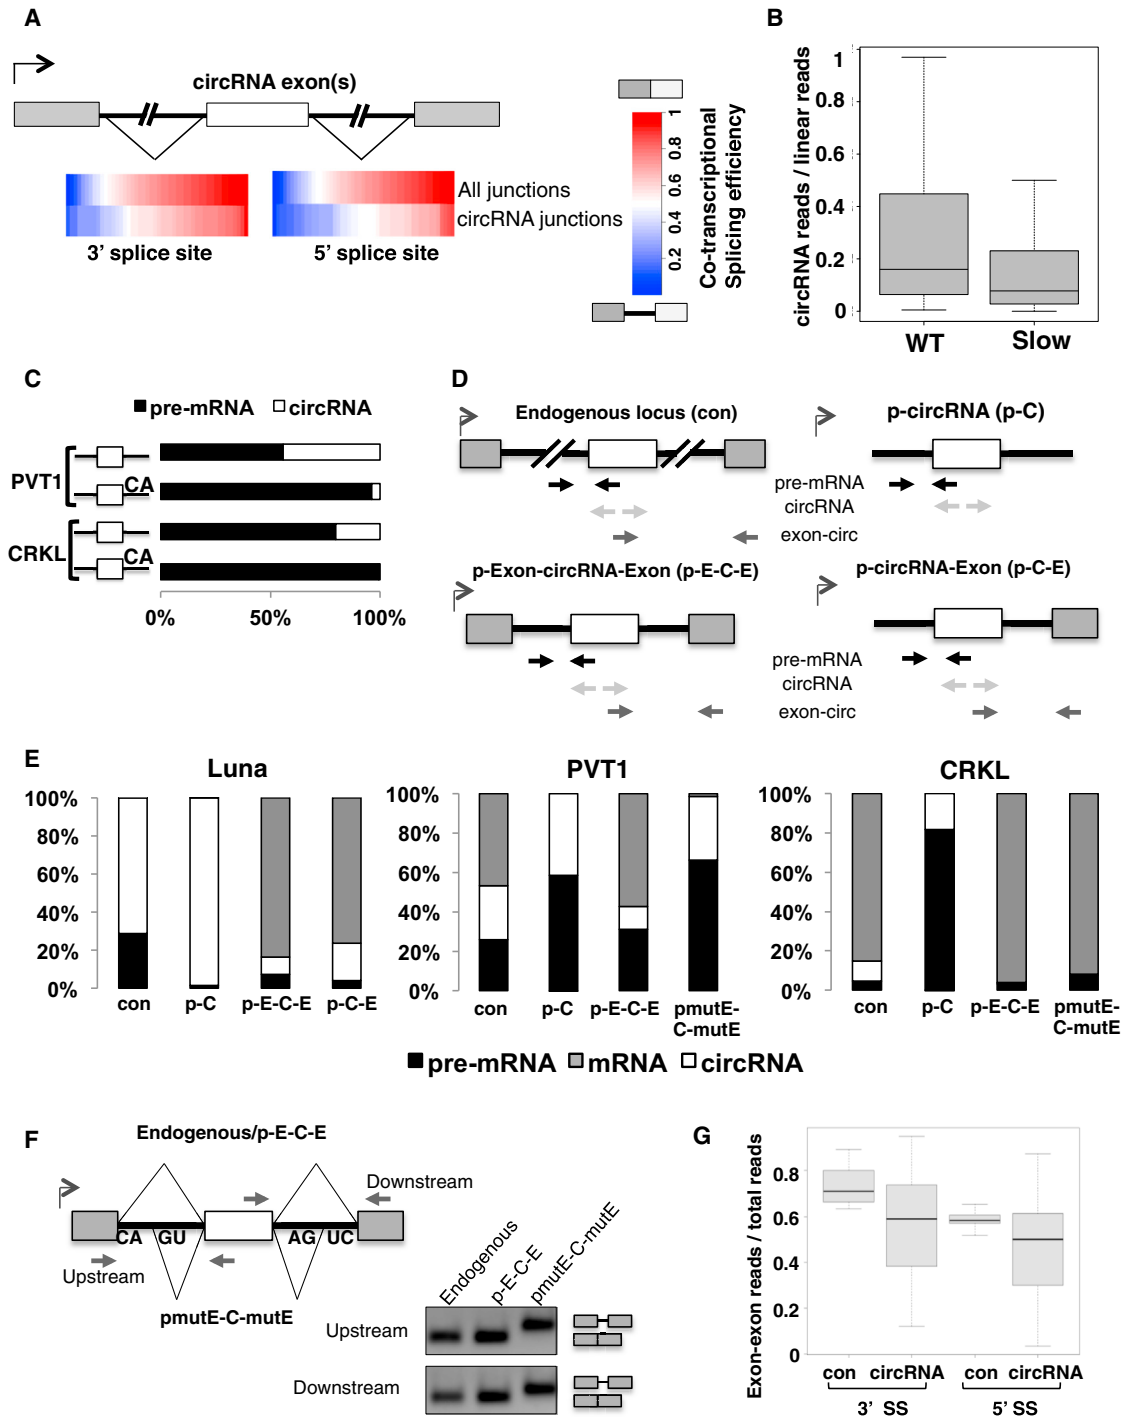 A
circRNA exon(s)
All junctions
circRNA junctions
3’ splice site
5’ splice site
0.2 0.4 0.6 0.8 1
Co-transcriptional
Splicing efficiency
B
circRNA reads / linear reads
1
0.8
0.6
0.4
0.2
0
WT
Slow
C
pre-mRNA circRNA
PVT1
CA
CRKL
CA
0% 50% 100%
D
Endogenous locus (con)
p-circRNA (p-C)
pre-mRNA
circRNA
exon-circ
p-Exon-circRNA-Exon (p-E-C-E)
p-circRNA-Exon (p-C-E)
pre-mRNA
circRNA
exon-circ
E
Luna
100%
80%
60%
40%
20%
0%
con p-C p-E-C-E p-C-E
PVT1
100%
80%
60%
40%
20%
0%
con p-C p-E-C-E pmutE-
C-mutE
CRKL
100%
80%
60%
40%
20%
0%
con p-C p-E-C-E pmutE-
C-mutE
pre-mRNA mRNA circRNA
F
Endogenous/p-E-C-E
Downstream
CA GU AG UC
Upstream
pmutE-C-mutE
Endogenous
p-E-C-E
pmutE-C-mutE
Upstream
Downstream
G
Exon-exon reads / total reads
0.8
0.6
0.4
0.2
0
con circRNA con circRNA
3’ SS 5’ SS